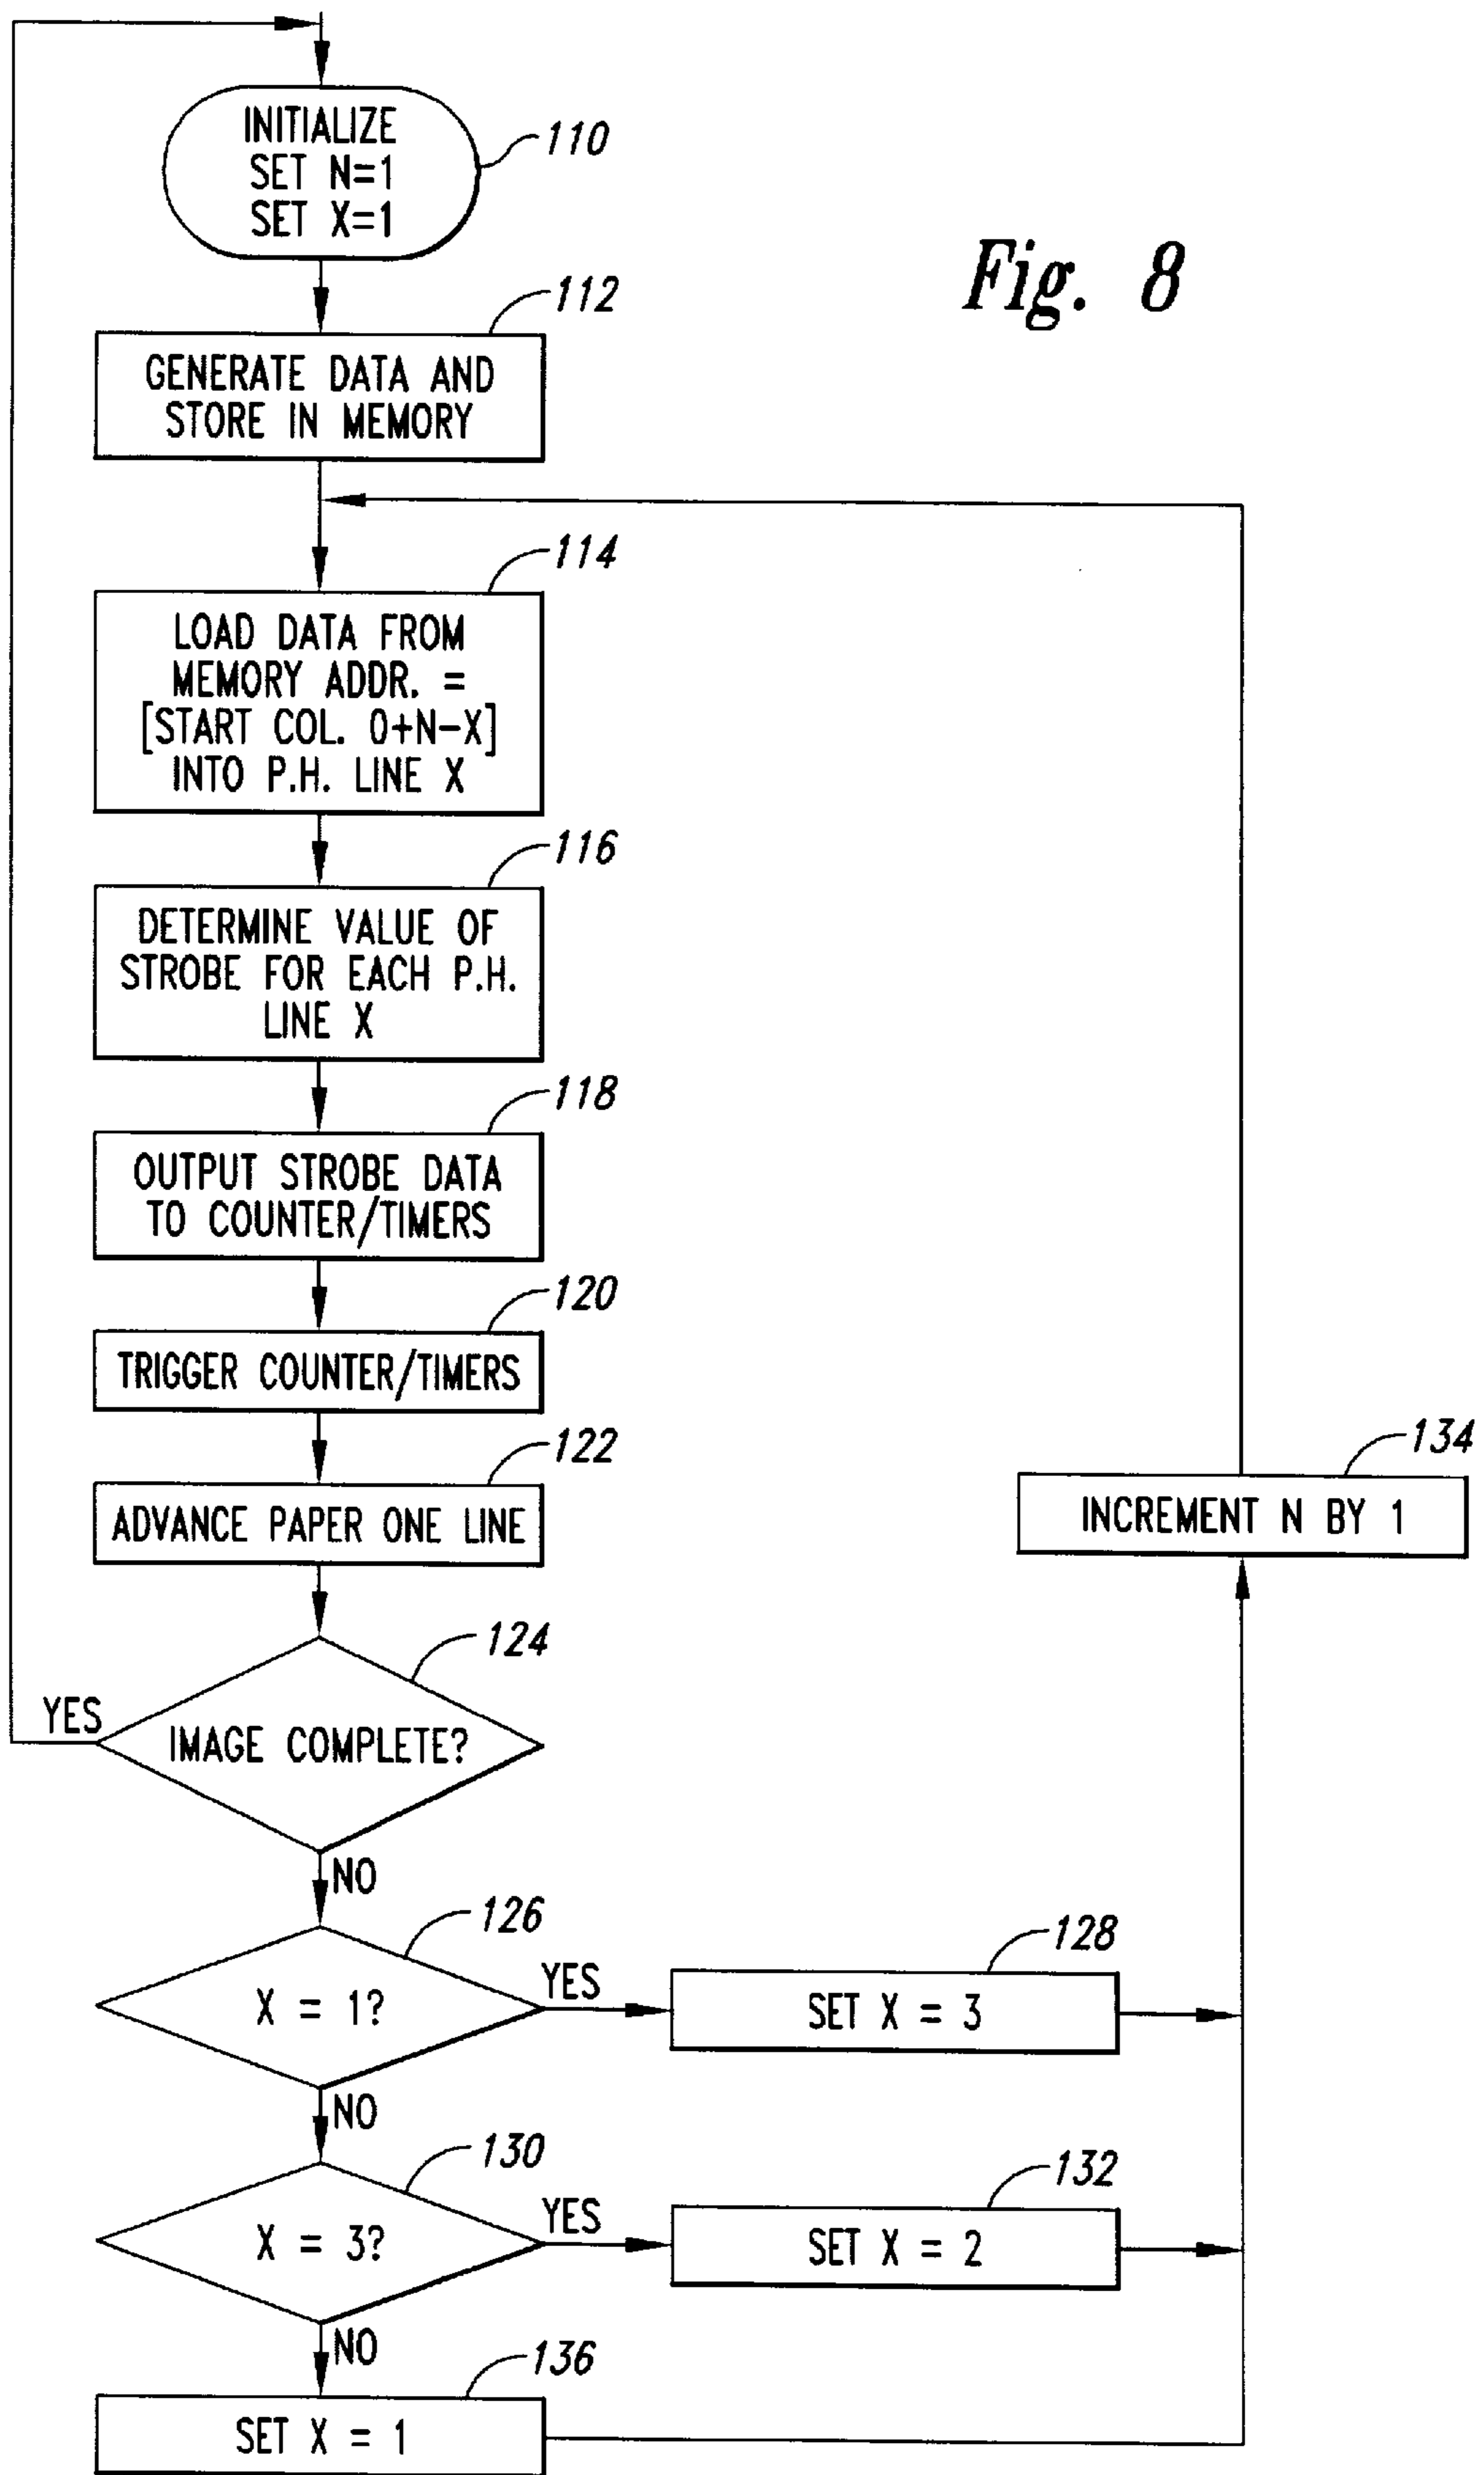 INITIALIZE
SET N=1
SET X=1
110
Fig. 8
112
GENERATE DATA AND
STORE IN MEMORY
114
LOAD DATA FROM
MEMORY ADDR. =
[START COL. 0+N-X]
INTO P.H. LINE X
116
DETERMINE VALUE OF
STROBE FOR EACH P.H.
LINE X
118
OUTPUT STROBE DATA
TO COUNTER/TIMERS
120
TRIGGER COUNTER/TIMERS
122
ADVANCE PAPER ONE LINE
134
INCREMENT N BY 1
124
YES
IMAGE COMPLETE?
NO
126
X = 1?
YES
128
SET X = 3
NO
130
X = 3?
YES
132
SET X = 2
NO
136
SET X = 1